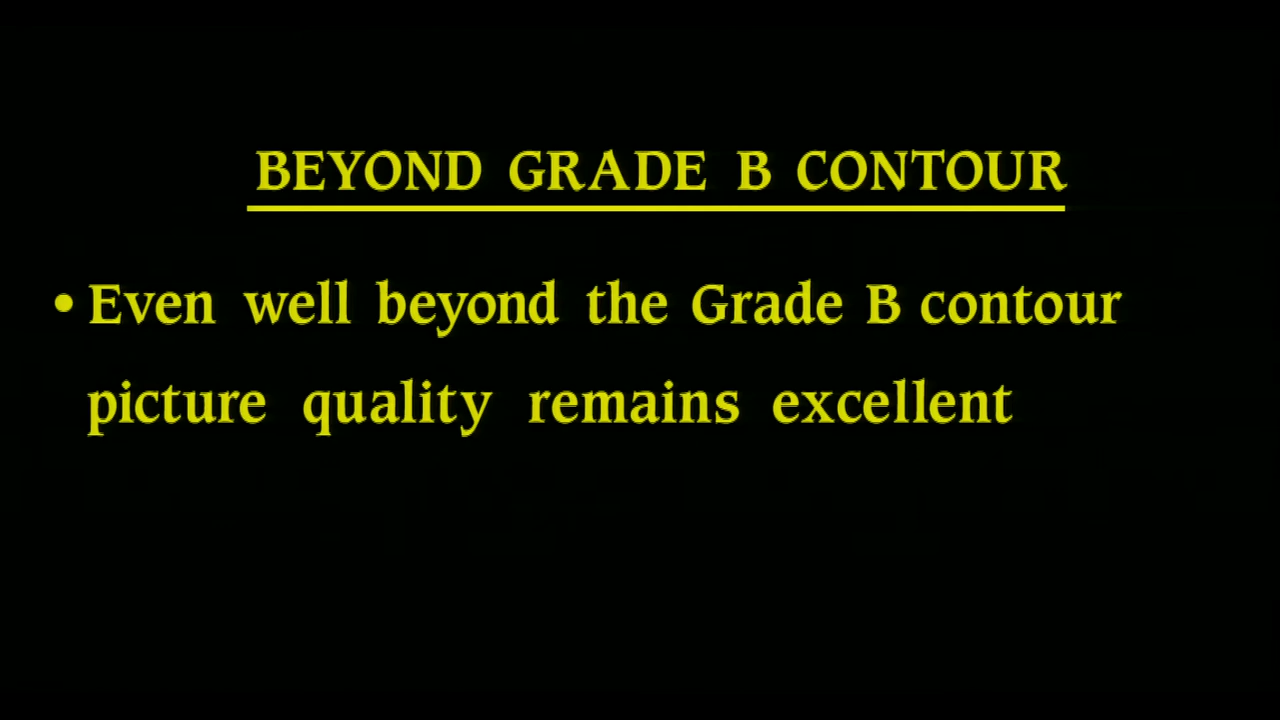 BEYOND GRADE B CONTOUR
• Even well beyond the Grade B contour
picture quality remains excellent